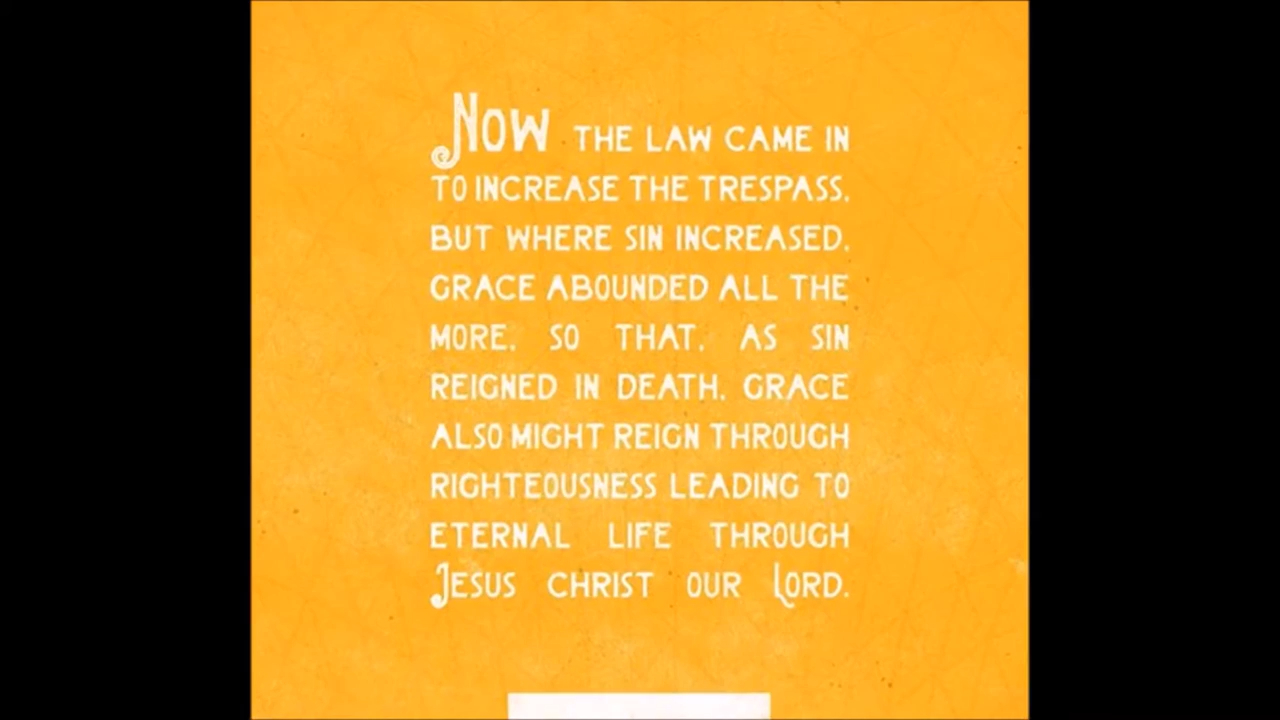 Now THE LAW CAME IN
TO INCREASE THE TRESPASS,
BUT WHERE SIN INCREASED,
GRACE ABOUNDED ALL THE
MORE, SO THAT, AS SIN
REIGNED IN DEATH, GRACE
ALSO MIGHT REIGN THROUGH
RIGHTEOUSNESS LEADING TO
ETERNAL LIFE THROUGH
JESUS CHRIST OUR LORD.